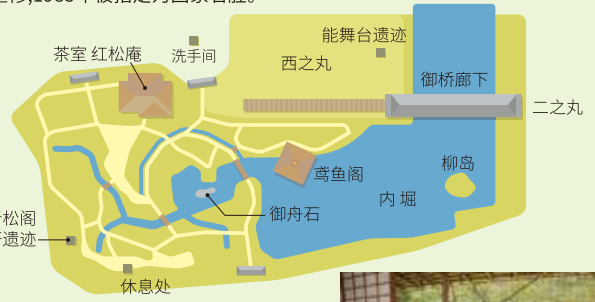 能舞台遗迹
茶室 红松庵
洗手间
西之丸
御桥廊下
二之丸
鸢鱼阁
柳岛
内 堀
御舟石
松阁
遗迹
休息处